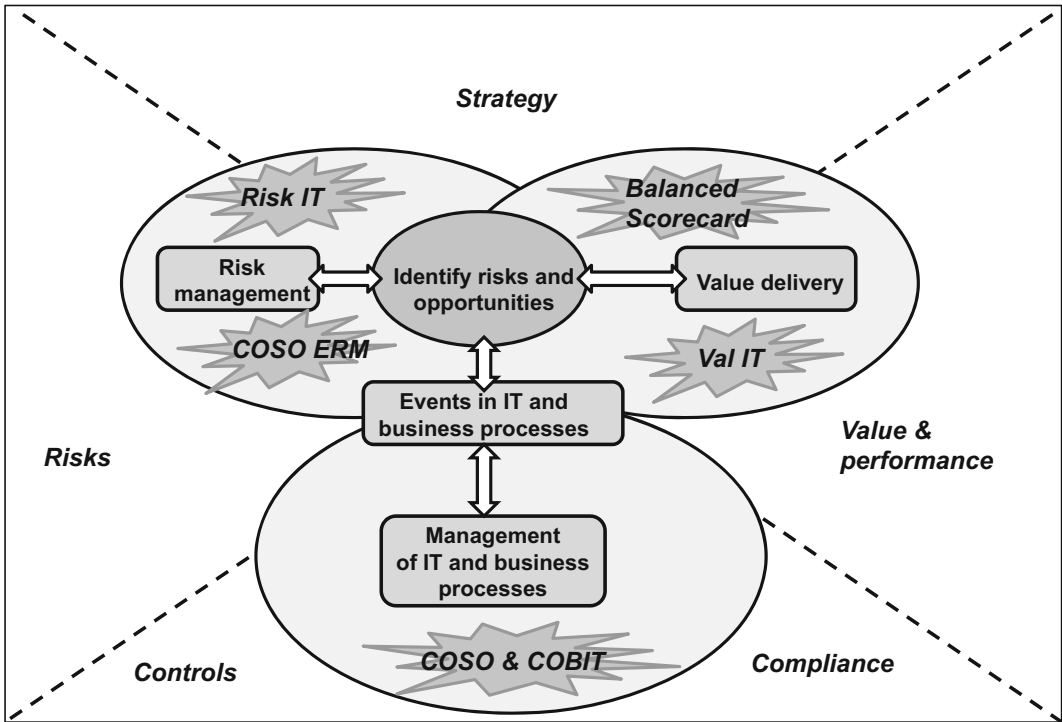 Strategy
Risk IT
Balanced
Scorecard
Risk
management
Identify risks and
opportunities
Value delivery
COSO ERM
Val IT
Events in IT and
business processes
Risks
Value &
performance
Management
of IT and business
processes
Controls
COSO & COBIT
Compliance